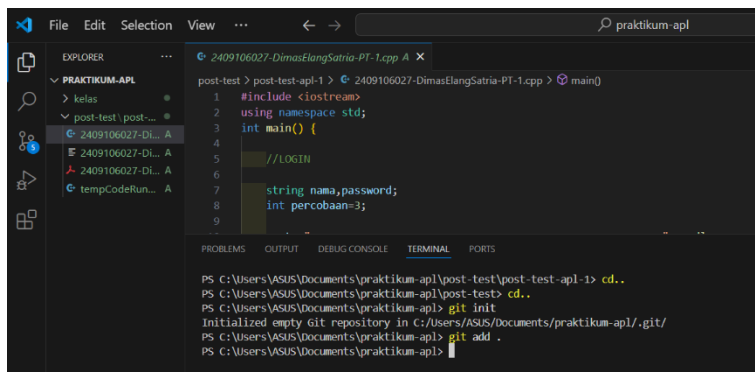 File Edit Selection View ··· praktikum-apl
EXPLORER ···
PRAKTIKUM-APL
kelas
post-test \ post-...
2409106027-Di... A
2409106027-Di... A
2409106027-Di... A
tempCodeRun... A
5
2409106027-DimasElangSatria-PT-1.cpp A
post-test > post-test-apl-1 > 2409106027-DimasElangSatria-PT-1.cpp > main()
1 #include <iostream>
2 using namespace std;
3 int main() {
4
5 //LOGIN
6
7 string nama,password;
8 int percobaan=3;
9
PROBLEMS OUTPUT DEBUG CONSOLE TERMINAL PORTS
PS C:\Users\ASUS\Documents\praktikum-apl\post-test\post-test-apl-1> cd..
PS C:\Users\ASUS\Documents\praktikum-apl\post-test> cd..
PS C:\Users\ASUS\Documents\praktikum-apl> git init
Initialized empty Git repository in C:/Users/ASUS/Documents/praktikum-apl/.git/
PS C:\Users\ASUS\Documents\praktikum-apl> git add .
PS C:\Users\ASUS\Documents\praktikum-apl>